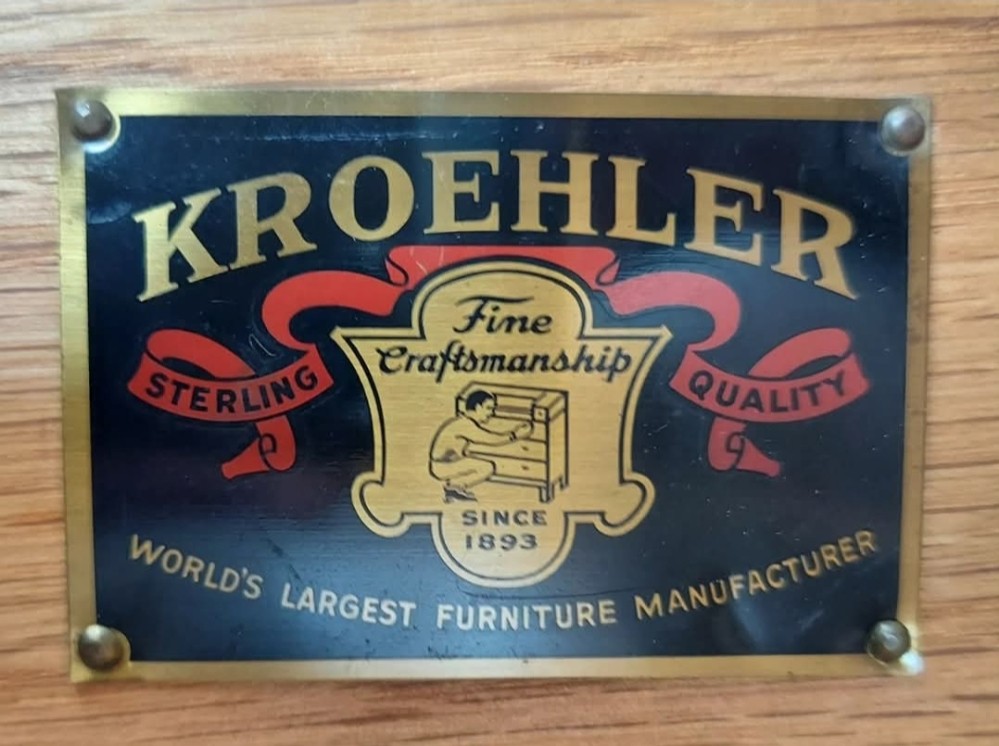 KROEHLER
Fine
Craftsmanship
STERLING
QUALITY
SINCE
1893
WORLD'S LARGEST FURNITURE MANUFACTURER